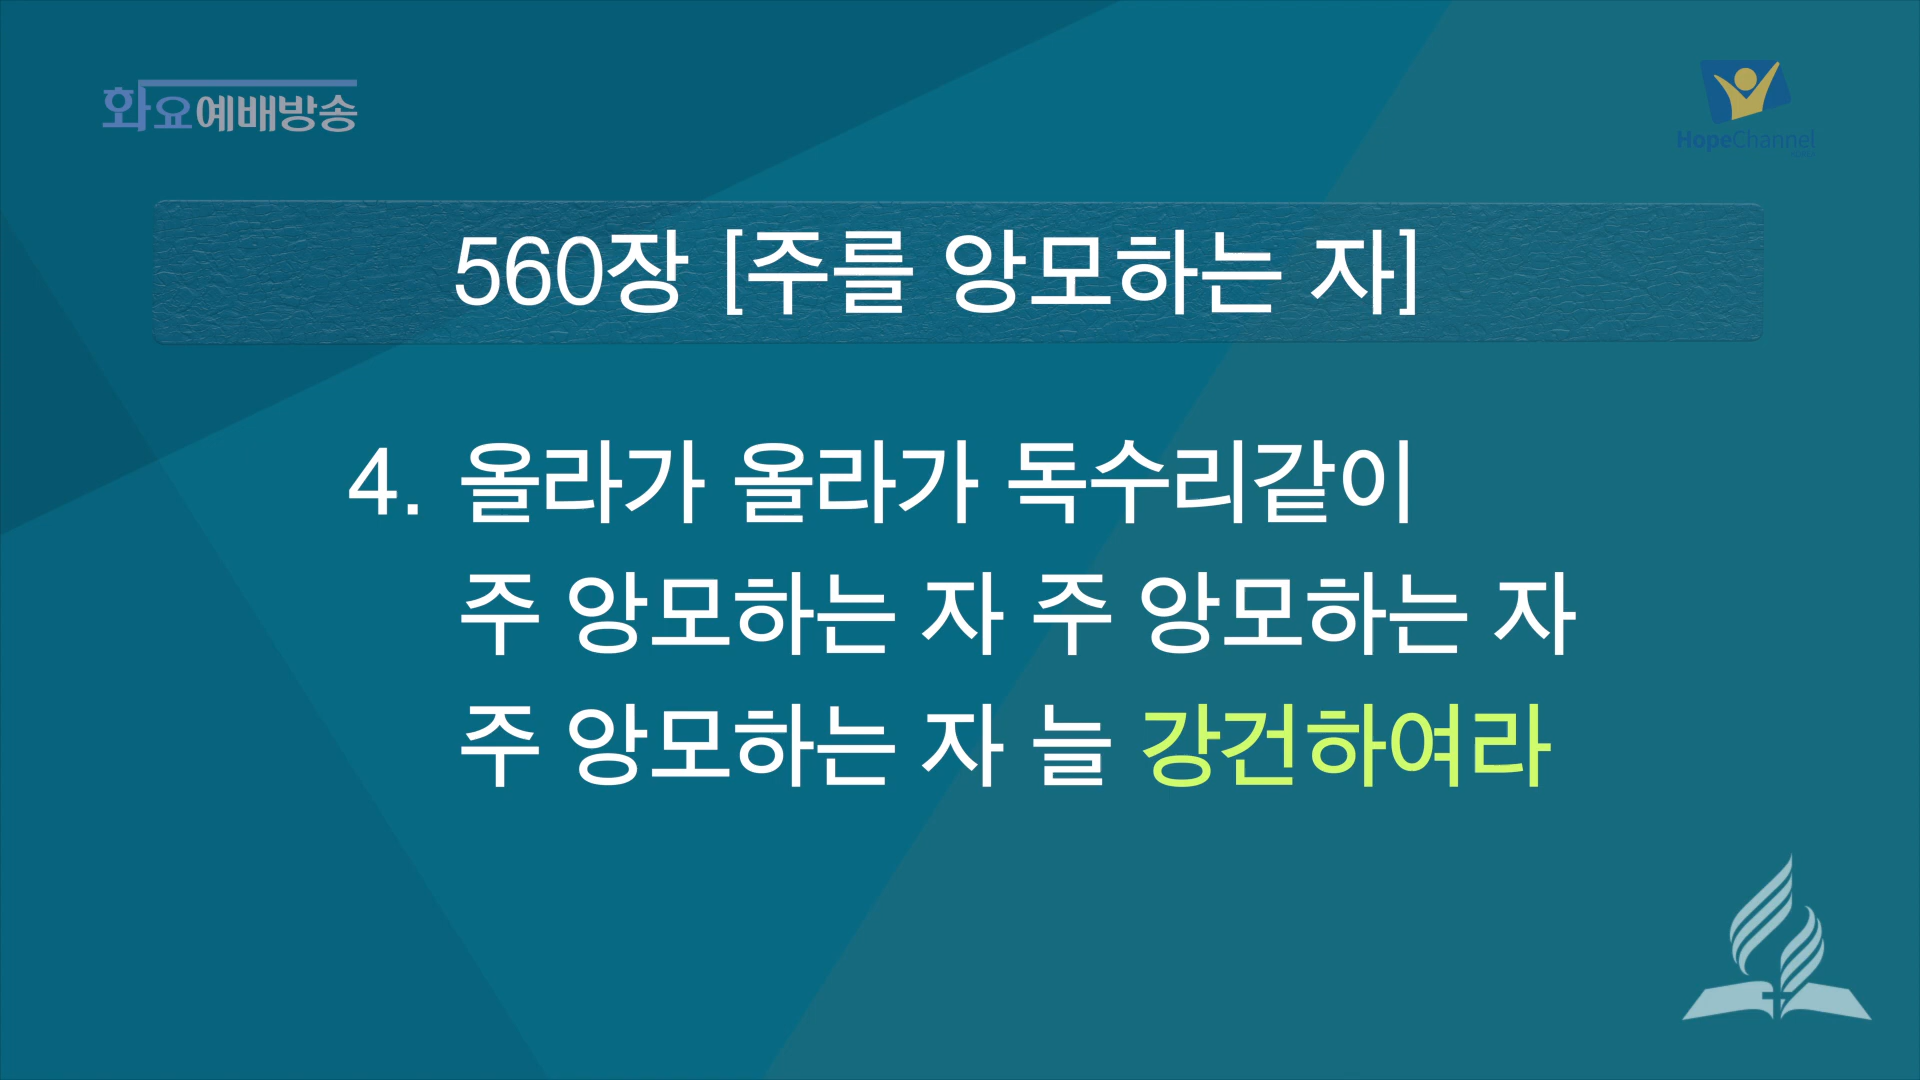 화요예배방송
HopeChannel
560장 [주를 앙모하는 자]
4. 올라가 올라가 독수리같이
주 앙모하는 자 주 앙모하는 자
주 앙모하는 자 늘 강건하여라